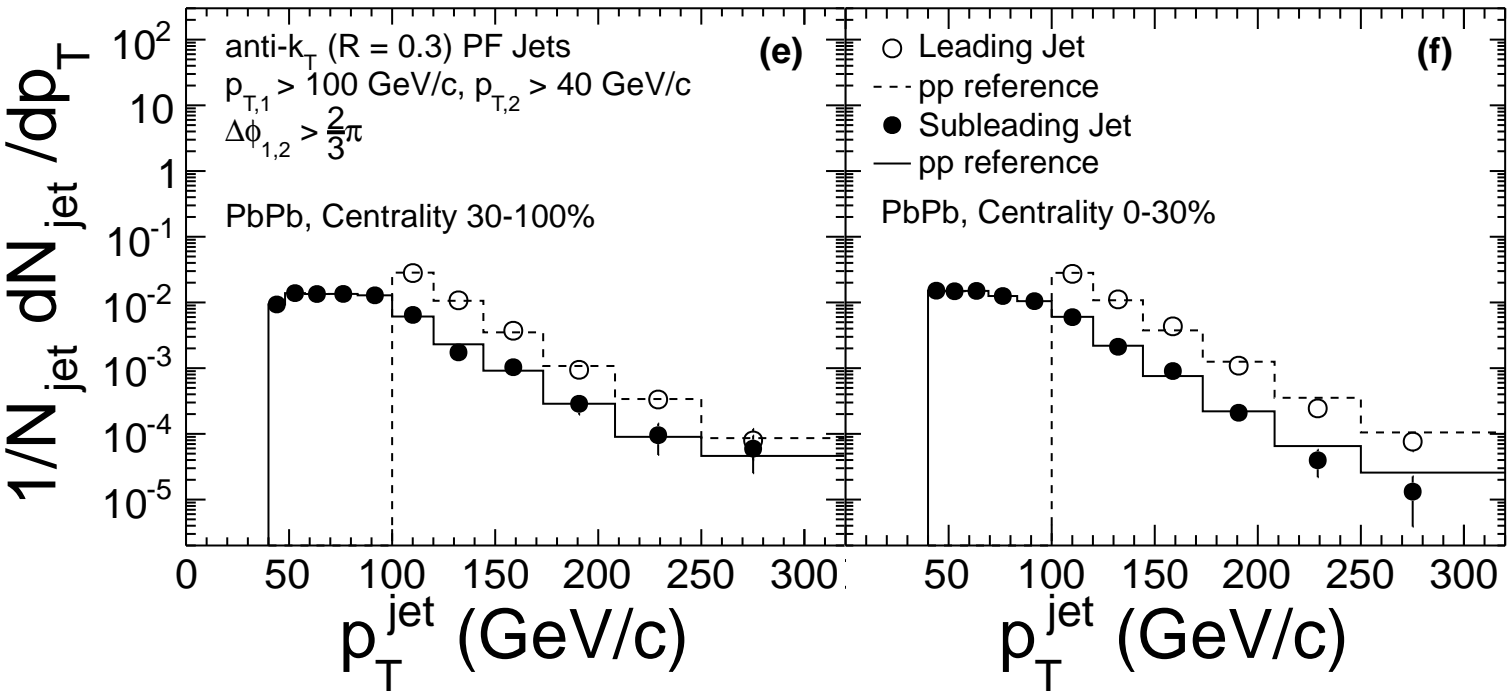 1/N_jet dN_jet /dp_T
10^2
10
1
10^-1
10^-2
10^-3
10^-4
10^-5
anti-k_T (R = 0.3) PF Jets
(e)
p_T,1 > 100 GeV/c, p_T,2 > 40 GeV/c
Δϕ_1,2 > 2/3 π
PbPb, Centrality 30-100%
0 50 100 150 200 250
p_T^jet (GeV/c)
Leading Jet
(f)
pp reference
Subleading Jet
pp reference
PbPb, Centrality 0-30%
50 100 150 200 250 300
p_T^jet (GeV/c)